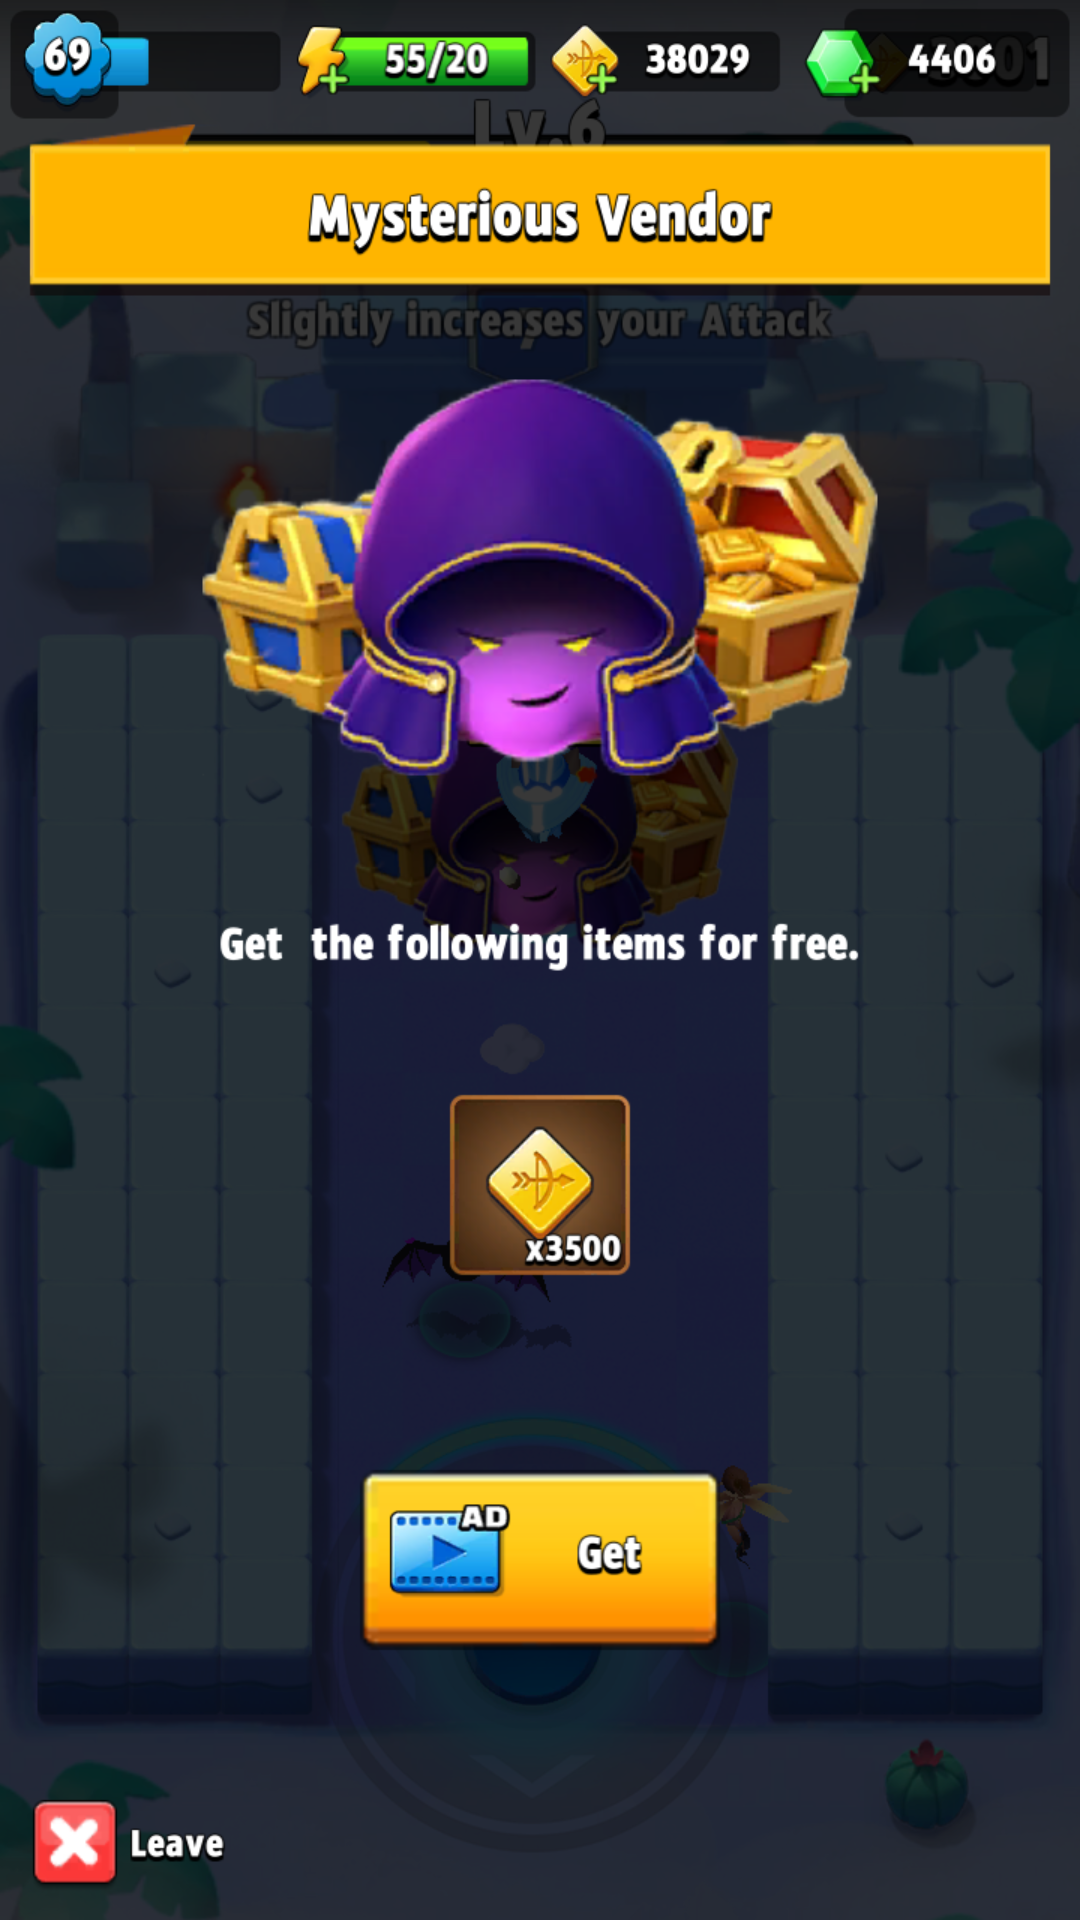 69
55/20
38029
4406
Lv.6
Mysterious Vendor
Slightly increases your Attack
Get the following items for free.
x3500
AD
Get
Leave